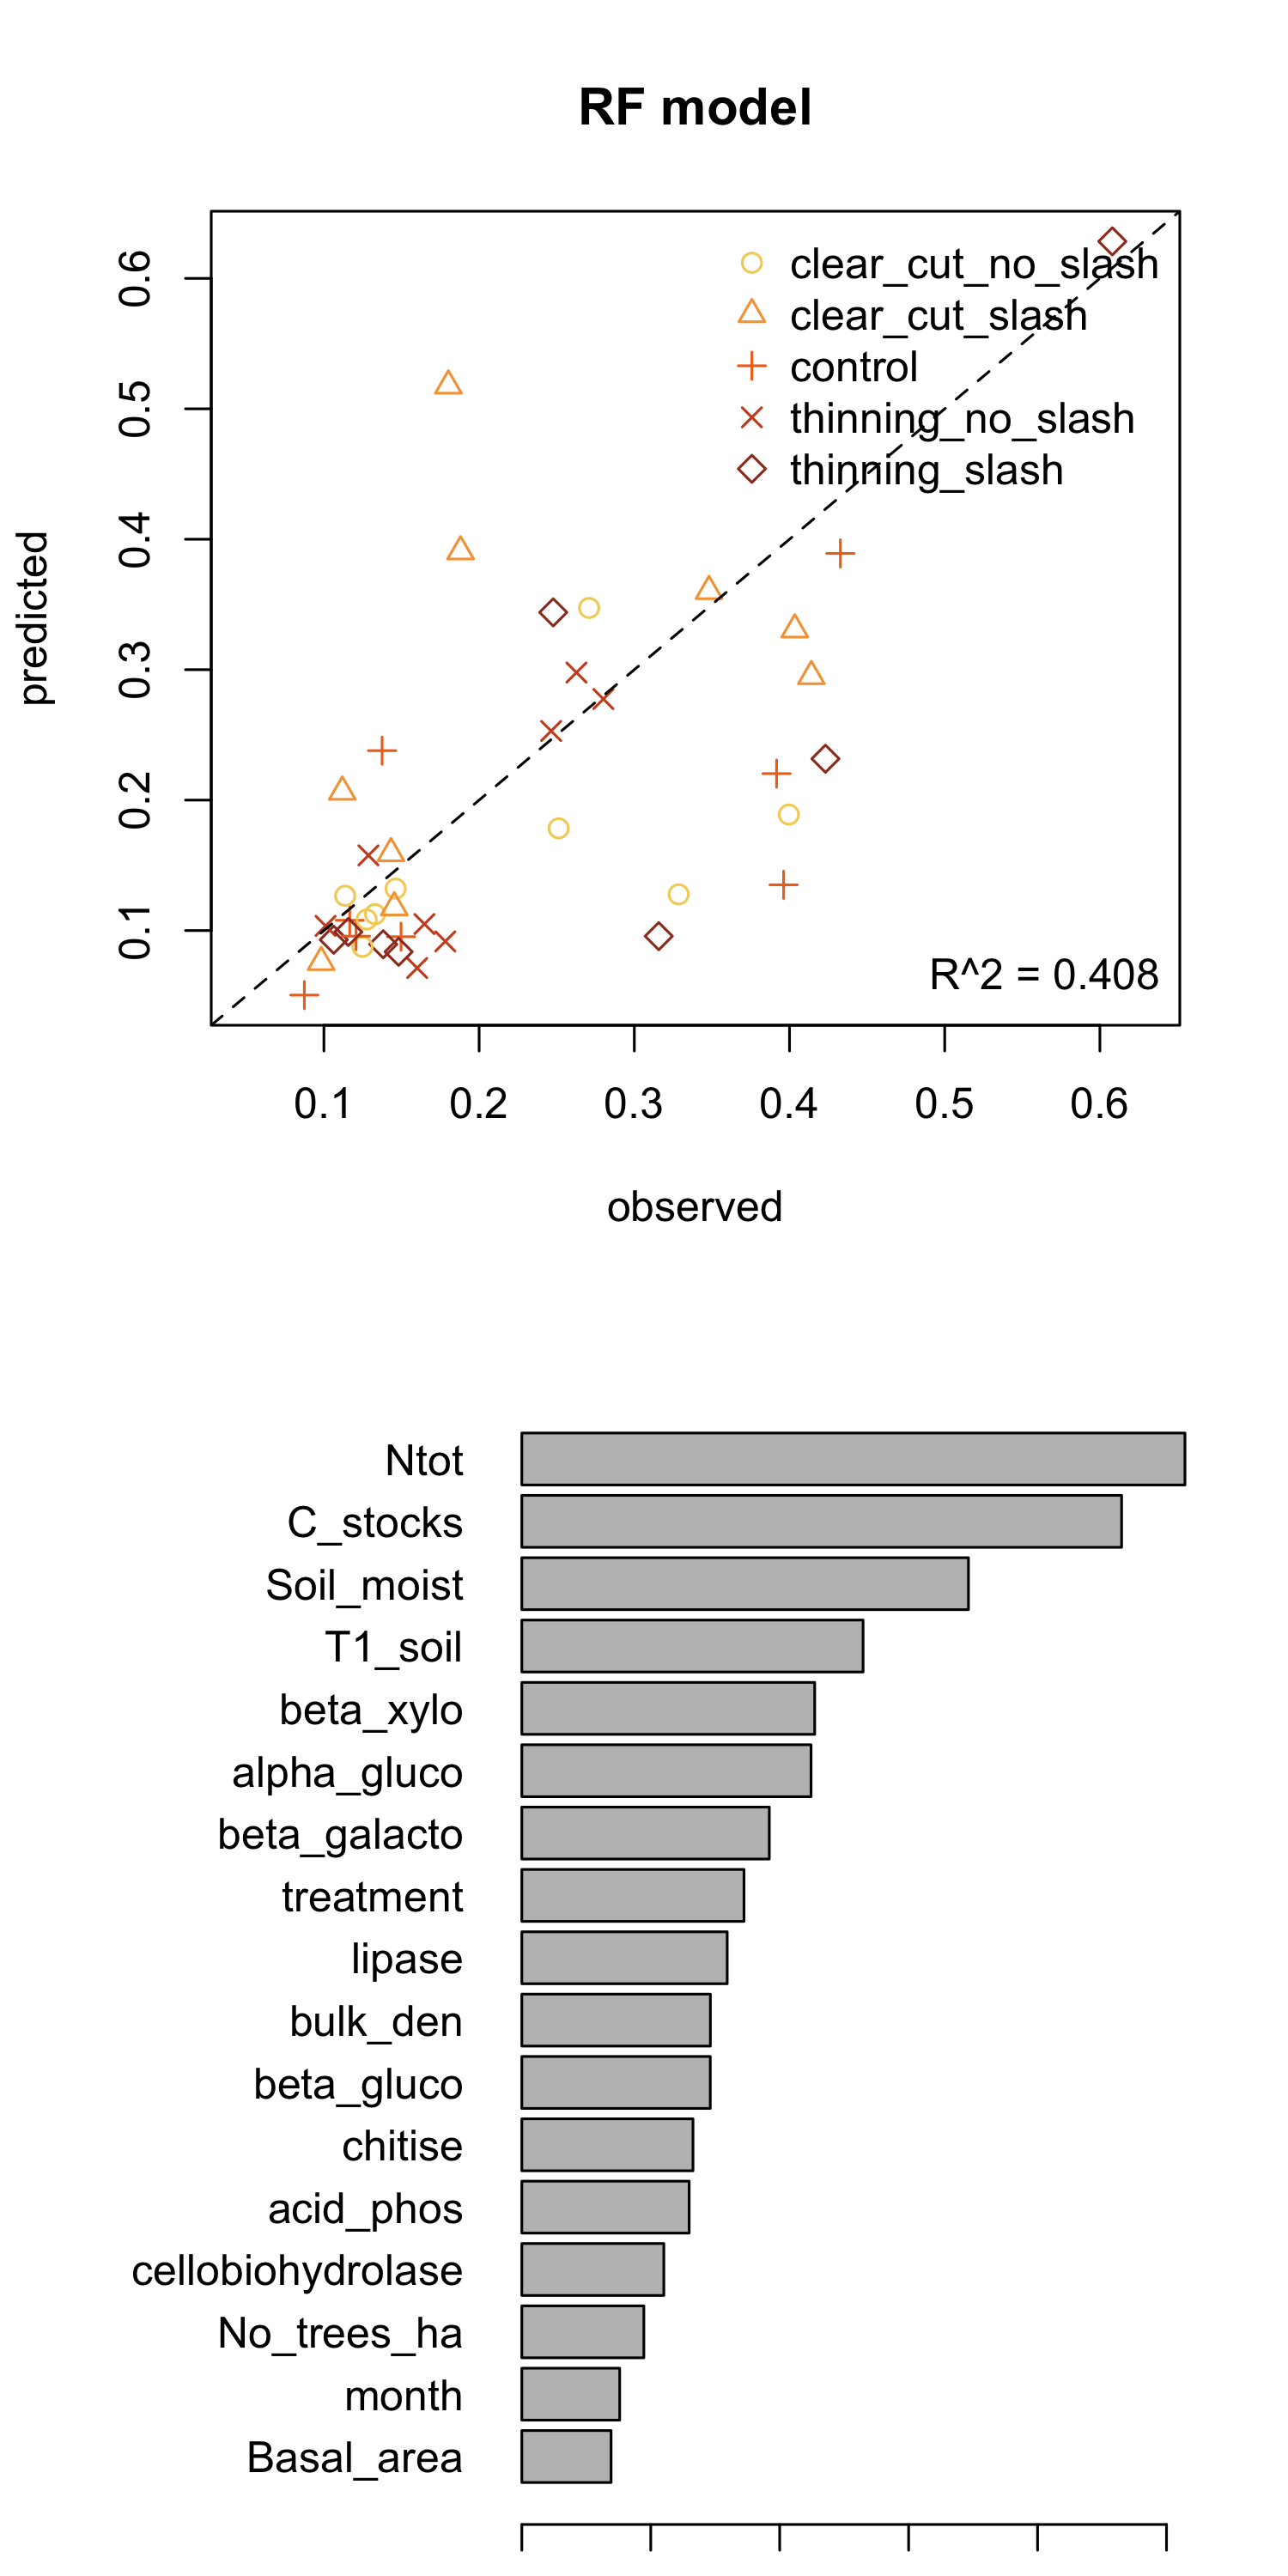 RF model
clear_cut_no_slash
clear_cut_slash
control
thinning_no_slash
thinning_slash
0.6
0.5
0.4
0.3
0.2
0.1
predicted
R^2 = 0.408
0.1 0.2 0.3 0.4 0.5 0.6
observed
Ntot
C_stocks
Soil_moist
T1_soil
beta_xylo
alpha_gluco
beta_galacto
treatment
lipase
bulk_den
beta_gluco
chitise
acid_phos
cellobiohydrolase
No_trees_ha
month
Basal_area